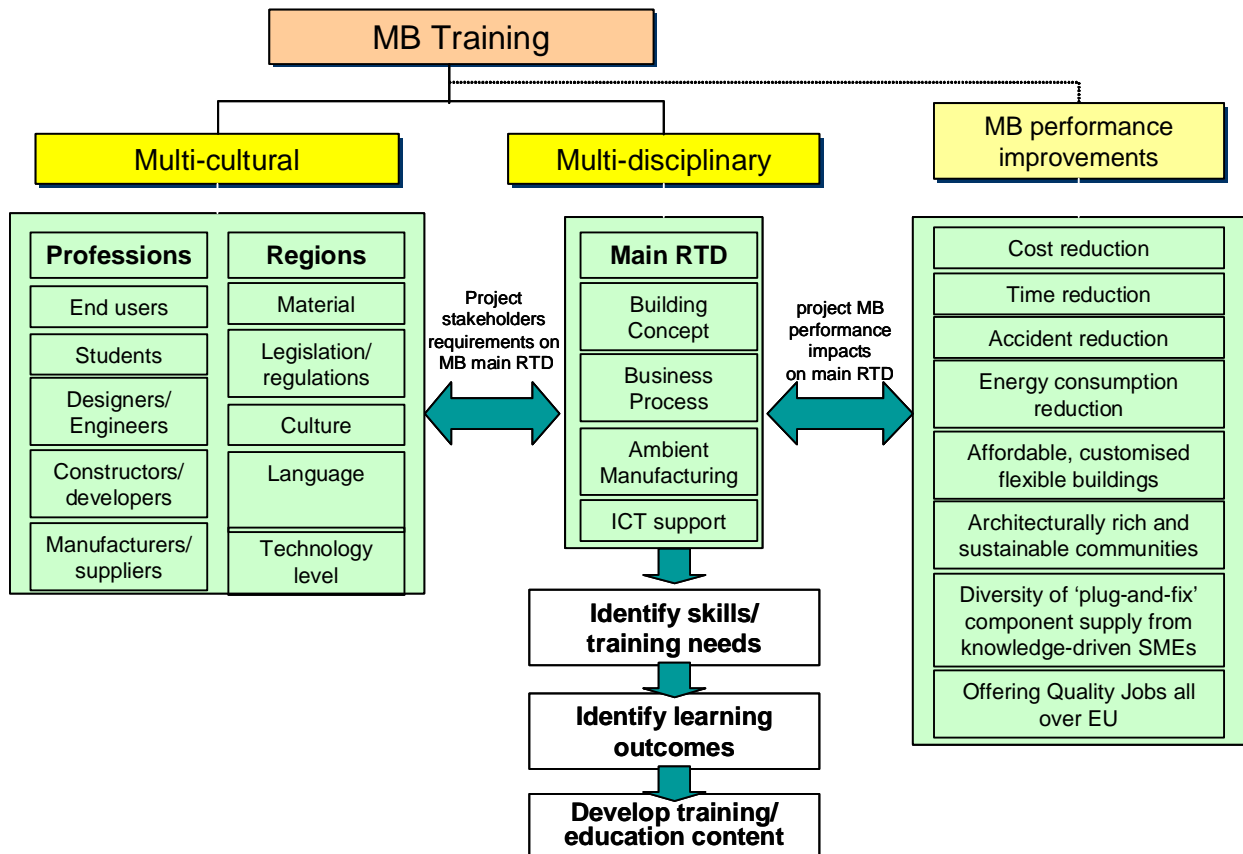 MB Training
Multi-cultural
Multi-disciplinary
MB performance
improvements
Professions
End users
Students
Designers/
Engineers
Constructors/
developers
Manufacturers/
suppliers
Regions
Material
Legislation/
regulations
Culture
Language
Technology
level
Project
stakeholders
requirements on
MB main RTD
Main RTD
Building
Concept
Business
Process
Ambient
Manufacturing
ICT support
project MB
performance
impacts
on main RTD
Cost reduction
Time reduction
Accident reduction
Energy consumption
reduction
Affordable, customised
flexible buildings
Architecturally rich and
sustainable communities
Diversity of ‘plug-and-fix’
component supply from
knowledge-driven SMEs
Offering Quality Jobs all
over EU
Identify skills/
training needs
Identify learning
outcomes
Develop training/
education content